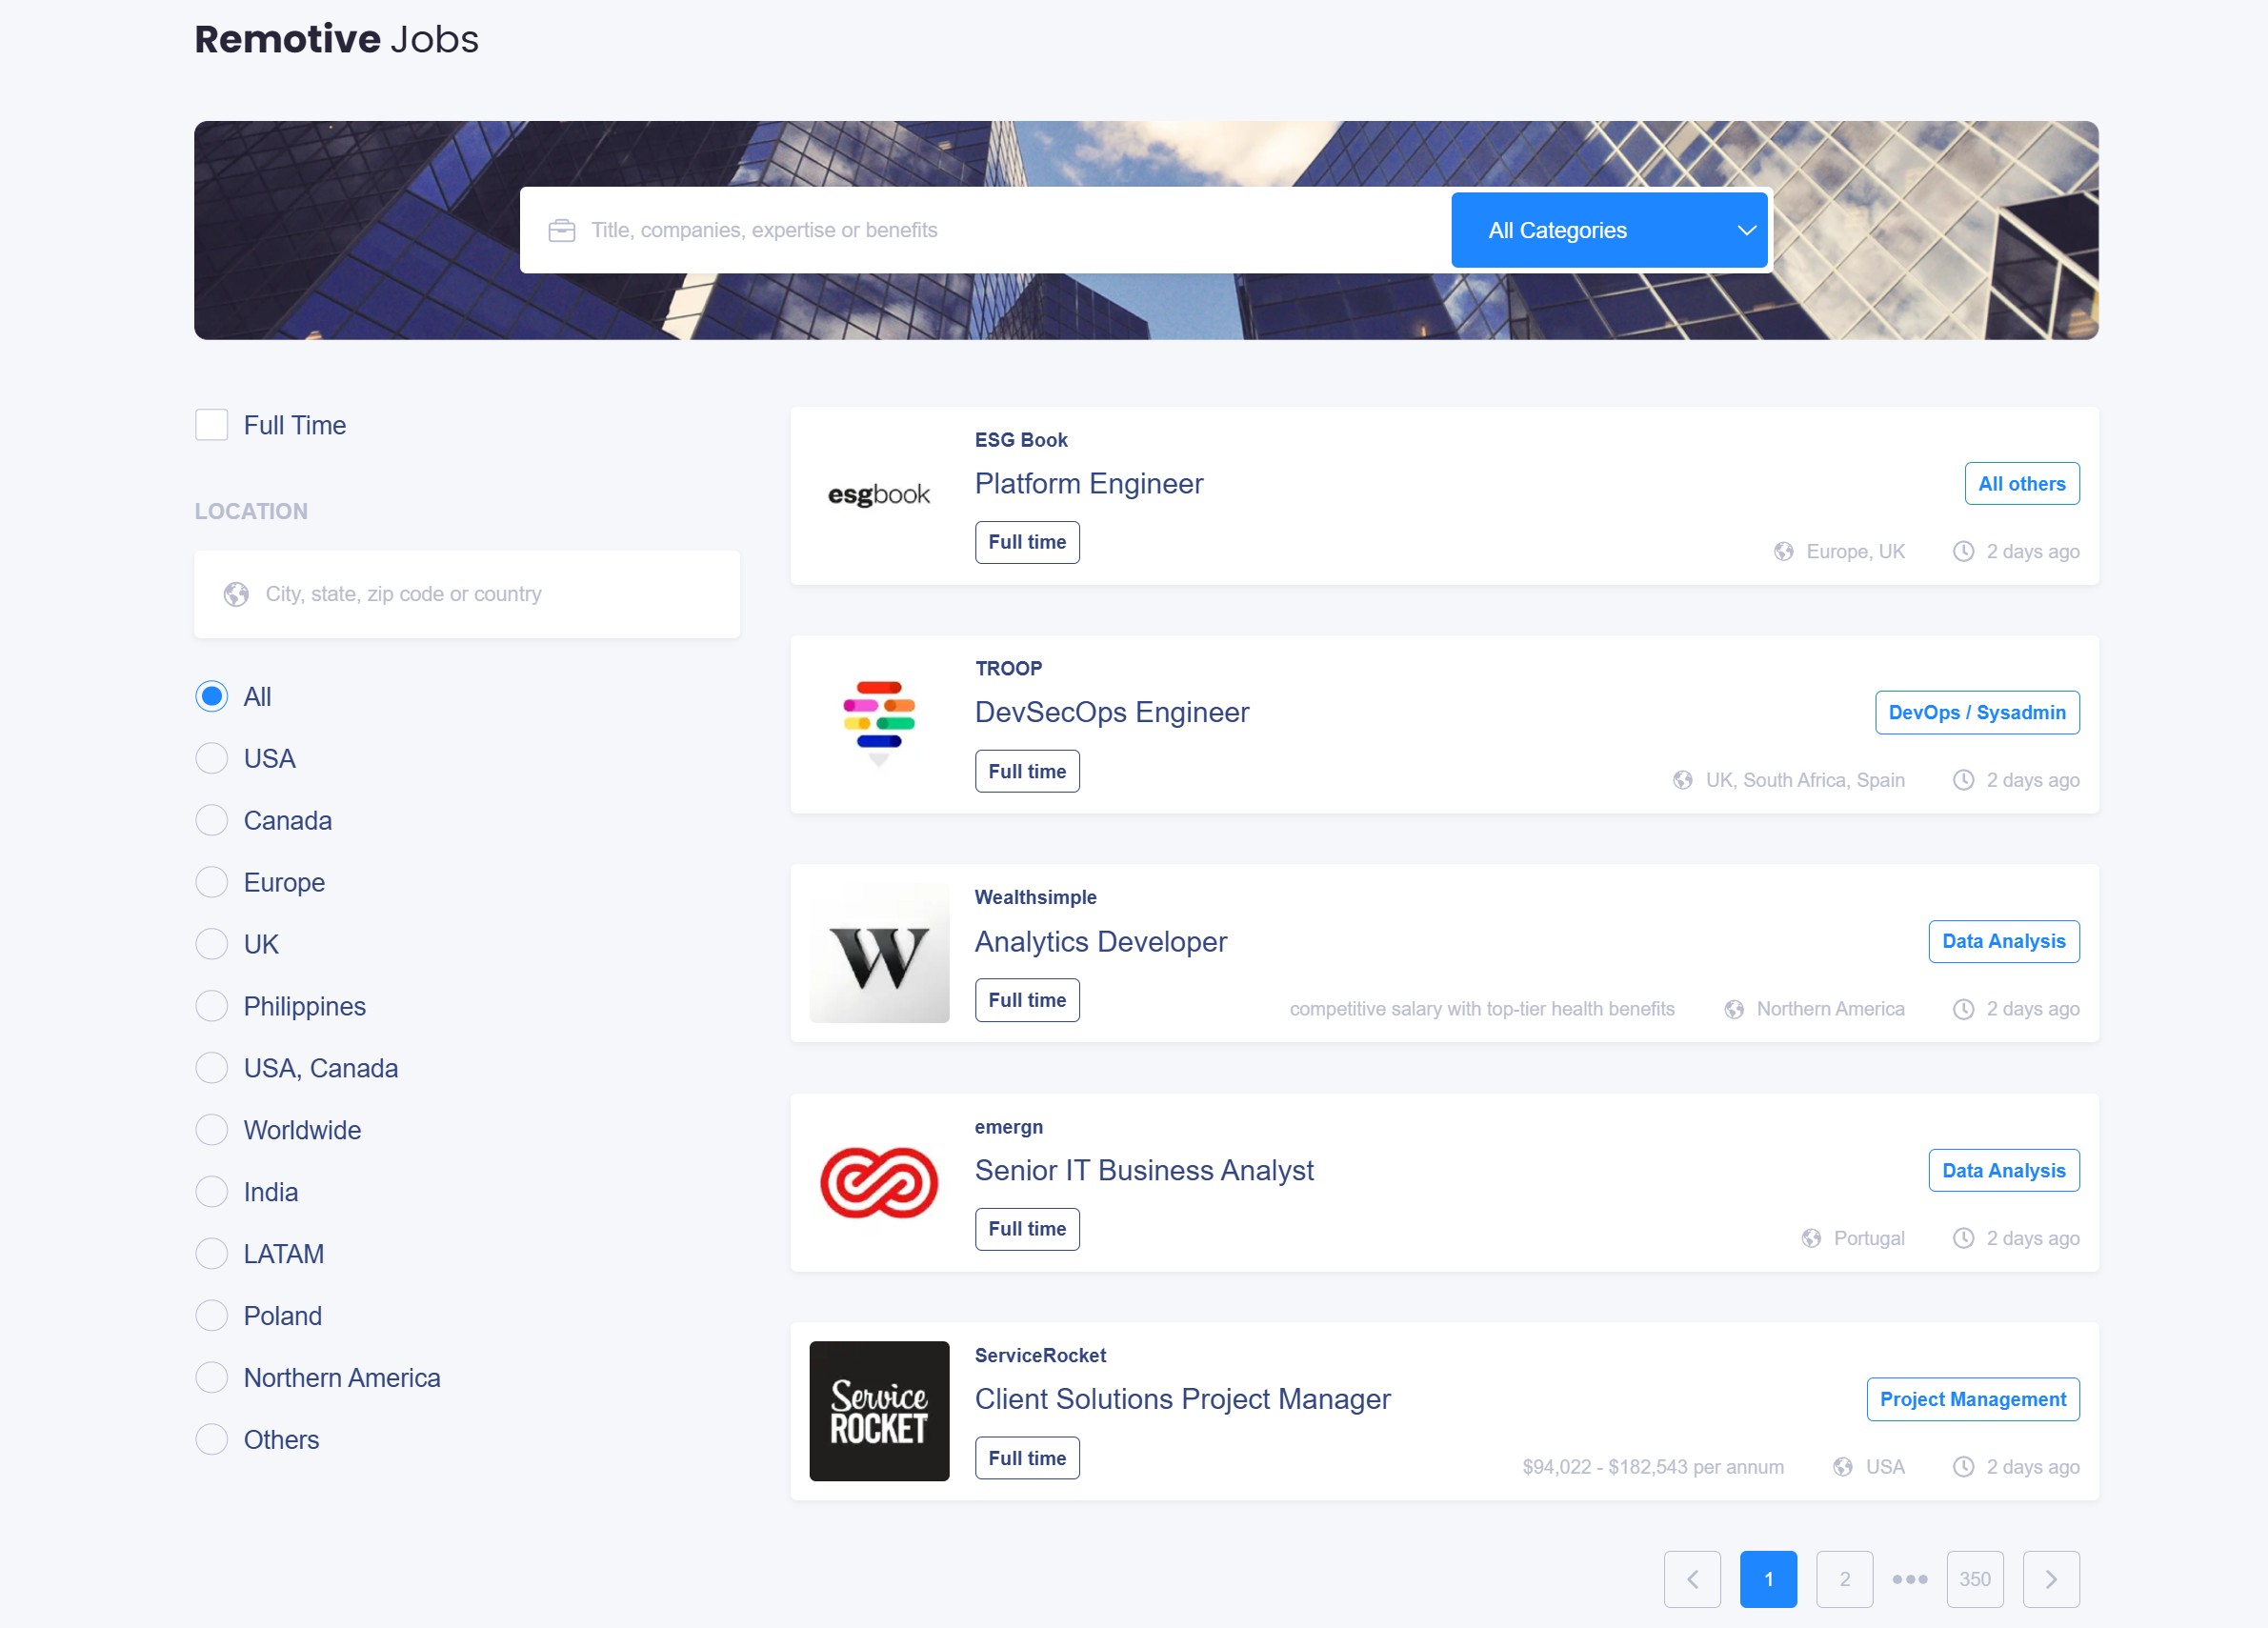 Remotive Jobs
Title, companies, expertise or benefits
All Categories
Full Time
LOCATION
City, state, zip code or country
All
USA
Canada
Europe
UK
Philippines
USA, Canada
Worldwide
India
LATAM
Poland
Northern America
Others
esgbook
ESG Book
Platform Engineer
All others
Full time
Europe, UK
2 days ago
TROOP
DevSecOps Engineer
DevOps / Sysadmin
Full time
UK, South Africa, Spain
2 days ago
W
Wealthsimple
Analytics Developer
Data Analysis
Full time
competitive salary with top-tier health benefits
Northern America
2 days ago
emergn
Senior IT Business Analyst
Data Analysis
Full time
Portugal
2 days ago
Service
ROCKET
ServiceRocket
Client Solutions Project Manager
Project Management
Full time
$94,022 - $182,543 per annum
USA
2 days ago
1
2
350